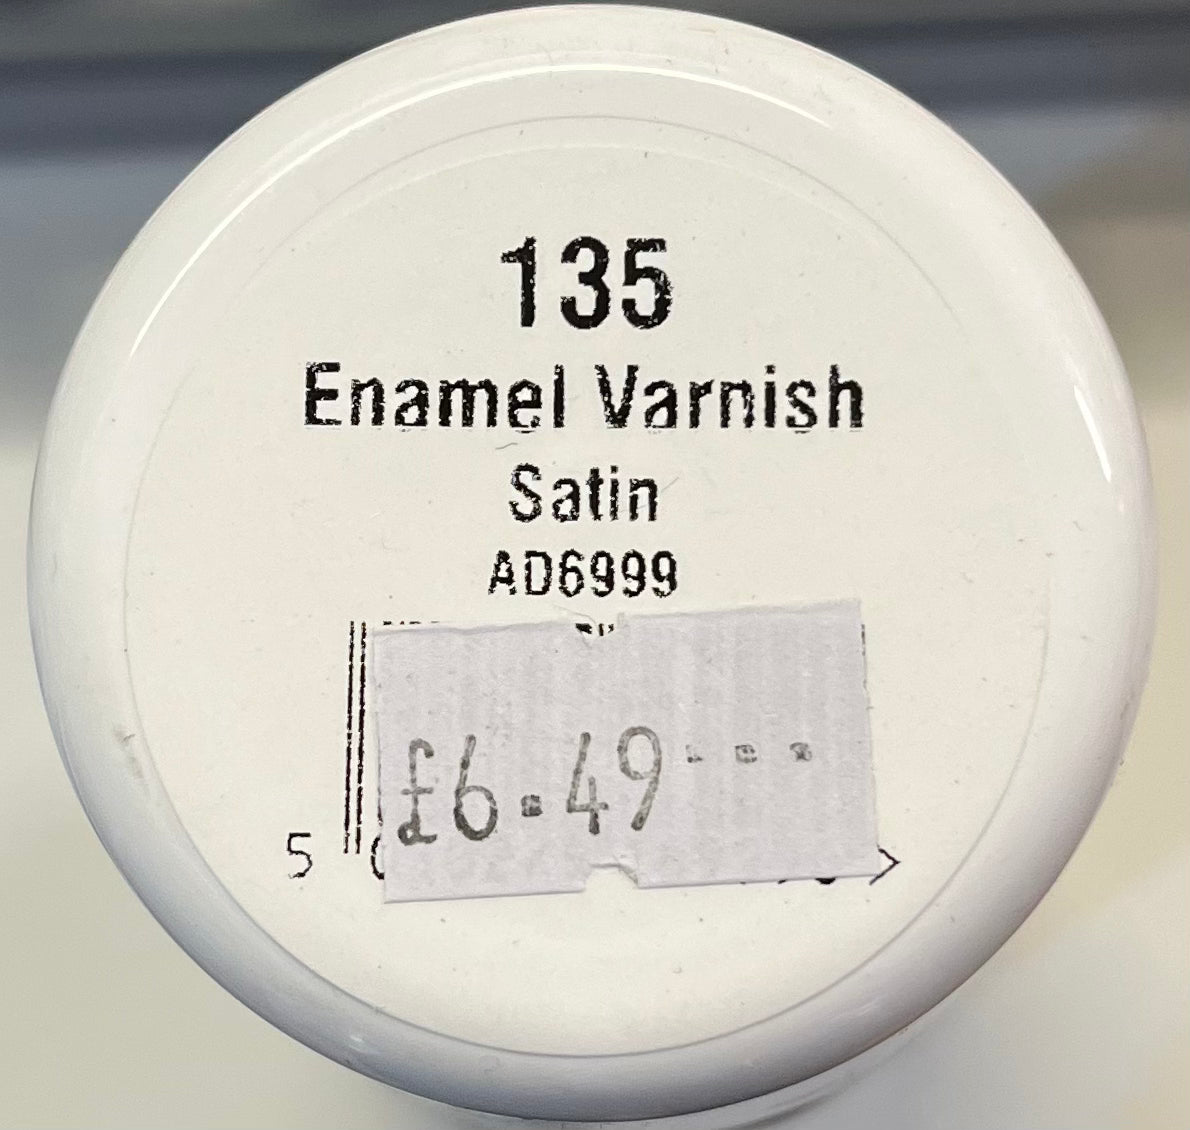 135
Enamel Varnish
Satin
AD6999
£6.49
5